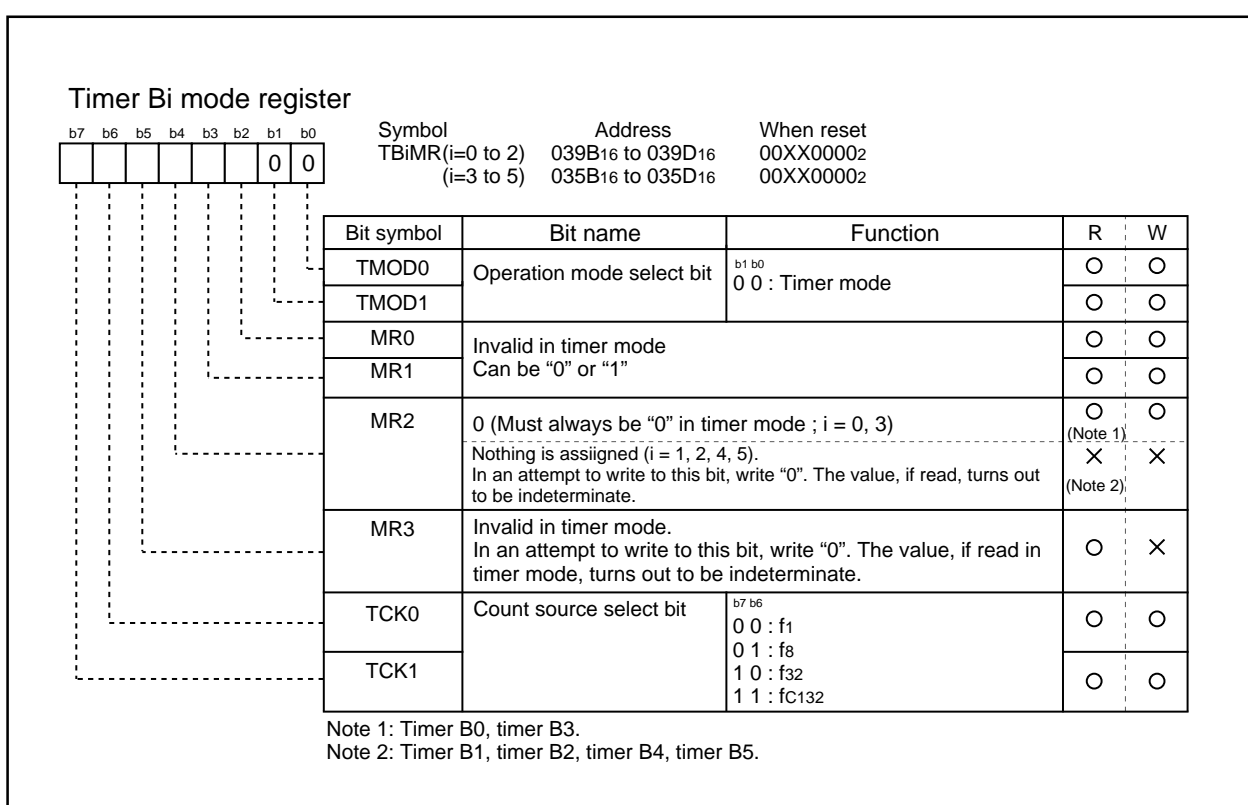 Timer Bi mode register
b7 b6 b5 b4 b3 b2 b1 b0
0 0
Symbol Address When reset
TBiMR(i=0 to 2) 039B16 to 039D16 00XX00002
(i=3 to 5) 035B16 to 035D16 00XX00002
Bit symbol Bit name Function R W
TMOD0 Operation mode select bit b1 b0
0 0 : Timer mode
TMOD1
MR0 Invalid in timer mode
MR1 Can be “0” or “1”
MR2 0 (Must always be “0” in timer mode ; i = 0, 3)
(Note 1)
Nothing is assiigned (i = 1, 2, 4, 5).
In an attempt to write to this bit, write “0”. The value, if read, turns out
to be indeterminate.
(Note 2)
MR3 Invalid in timer mode.
In an attempt to write to this bit, write “0”. The value, if read in
timer mode, turns out to be indeterminate.
TCK0 Count source select bit b7 b6
0 0 : f1
0 1 : f8
TCK1 1 0 : f32
1 1 : fC132
Note 1: Timer B0, timer B3.
Note 2: Timer B1, timer B2, timer B4, timer B5.